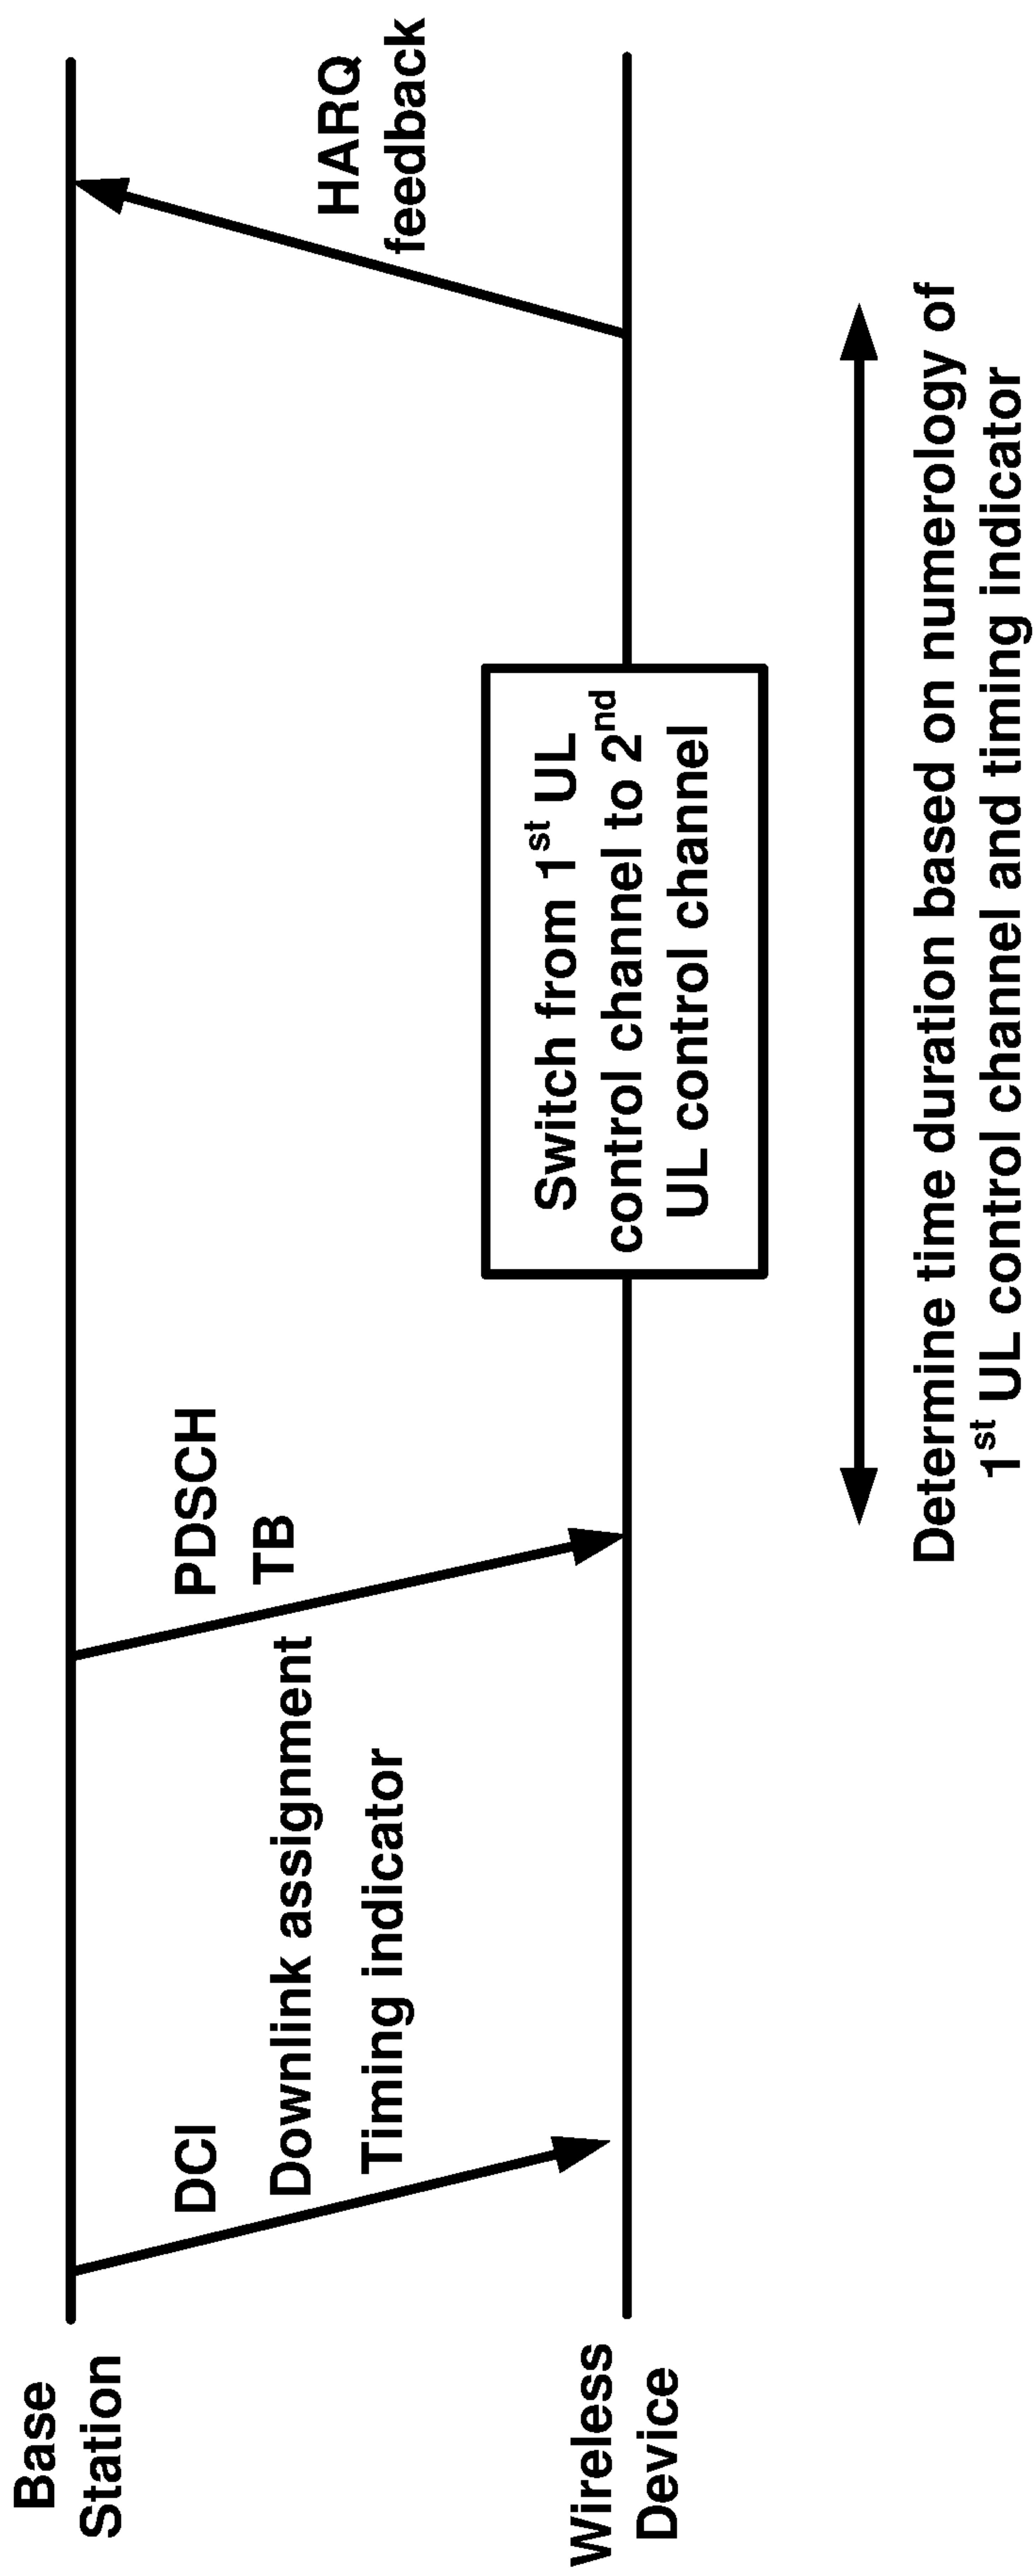 Base
Station
DCI
Downlink assignment
Timing indicator
PDSCH
TB
HARQ
feedback
Wireless
Device
Switch from 1st UL
control channel to 2nd
UL control channel
Determine time duration based on numerology of
1st UL control channel and timing indicator